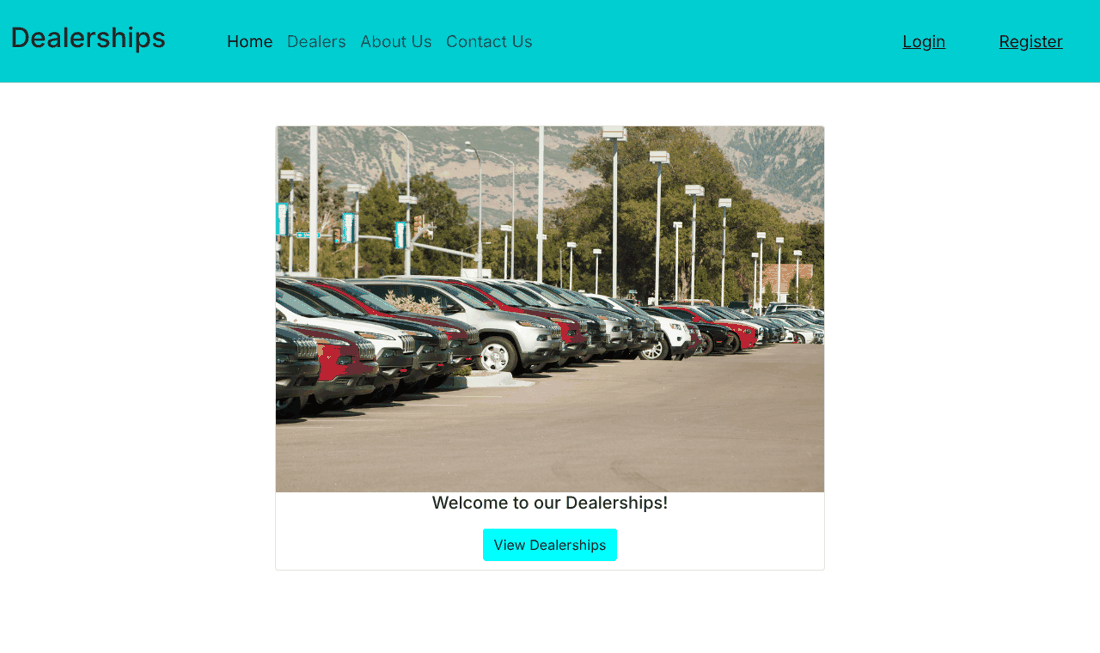 Dealerships
Home Dealers About Us Contact Us
Login Register
Welcome to our Dealerships!
View Dealerships